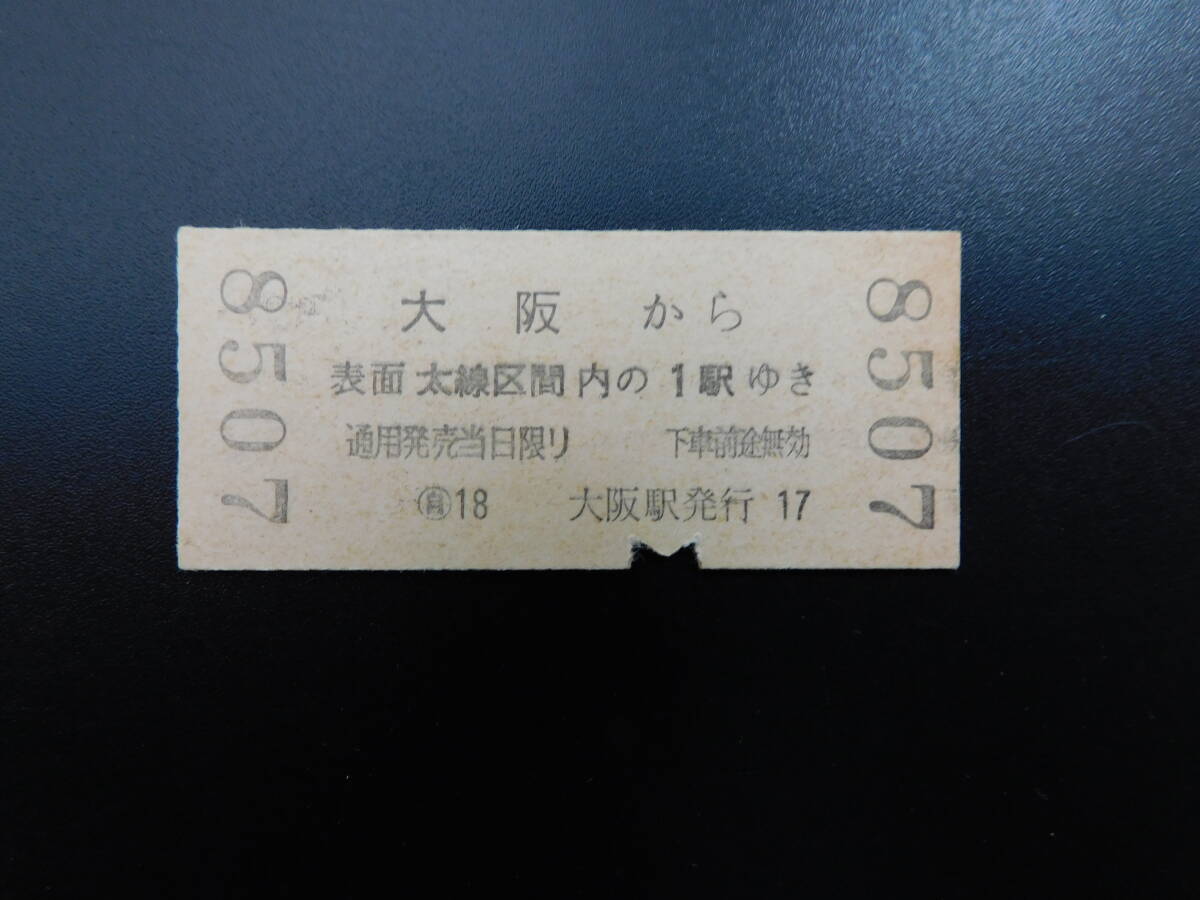 8507
大阪から
表面太線区間内の1駅ゆき
通用発売当日限り 下車前途無効
㊂18 大阪駅発行 17
8507